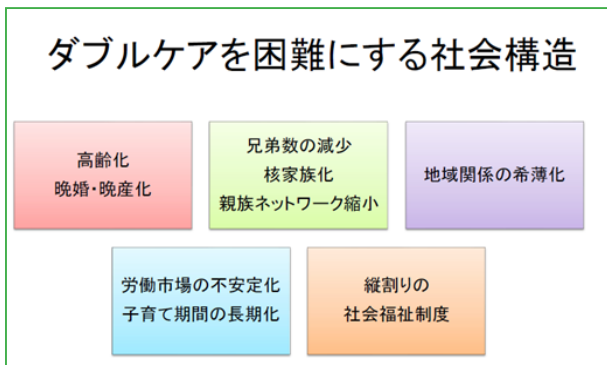 ダブルケアを困難にする社会構造
高齢化
晩婚・晩産化
兄弟数の減少
核家族化
親族ネットワーク縮小
地域関係の希薄化
労働市場の不安定化
子育て期間の長期化
縦割りの
社会福祉制度